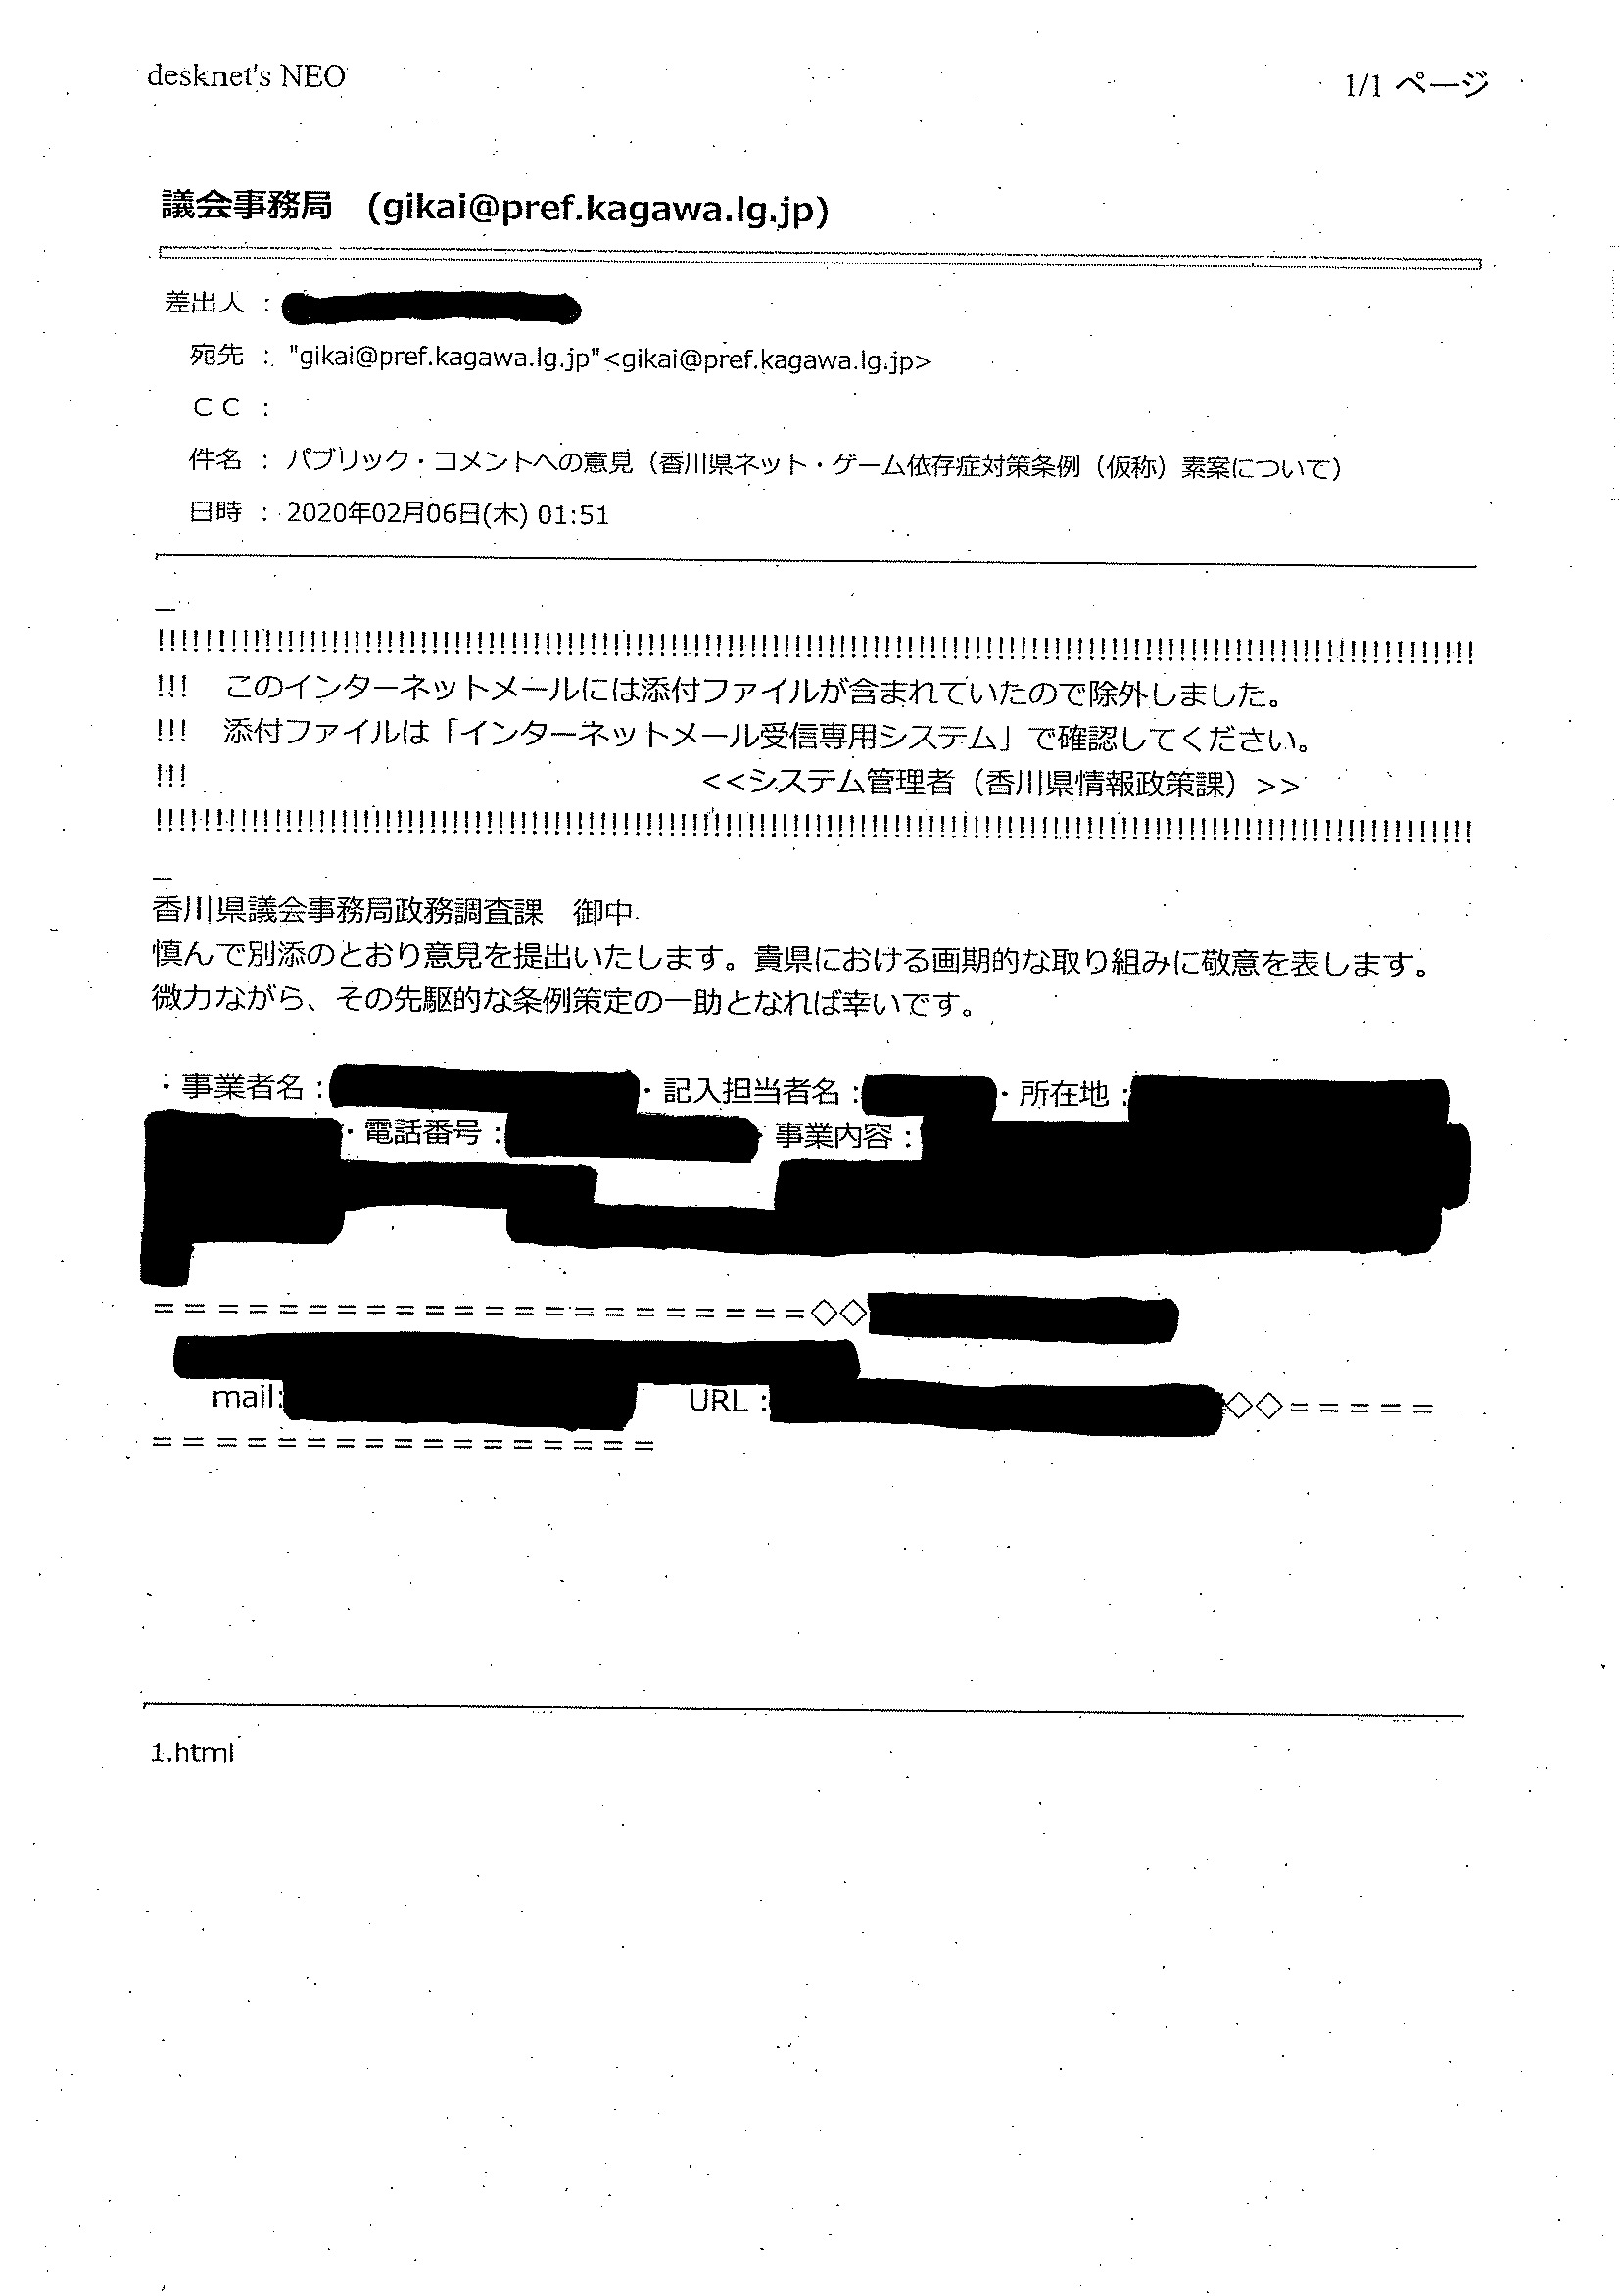 desknet's NEO
1/1 ページ
議会事務局 (gikai@pref.kagawa.lg.jp)
差出人 :
宛先 : "gikai@pref.kagawa.lg.jp"<gikai@pref.kagawa.lg.jp>
ＣＣ :
件名 : パブリック・コメントへの意見（香川県ネット・ゲーム依存症対策条例（仮称）素案について）
日時 : 2020年02月06日(木) 01:51
!!!!!!!!!!!!!!!!!!!!!!!!!!!!!!!!!!!!!!!!!!!!!!!!!!!!!!!!!!!!!!!!!!!!!!!!!!!!!!!!!!!!!!!!!!!!!!!!!!!!!!!!!!!!!!!!!!
!!! このインターネットメールには添付ファイルが含まれていたので除外しました。
!!! 添付ファイルは「インターネットメール受信専用システム」で確認してください。
!!! <<システム管理者（香川県情報政策課）>>
!!!!!!!!!!!!!!!!!!!!!!!!!!!!!!!!!!!!!!!!!!!!!!!!!!!!!!!!!!!!!!!!!!!!!!!!!!!!!!!!!!!!!!!!!!!!!!!!!!!!!!!!!!!!!!!!!!
香川県議会事務局政務調査課　御中
慎んで別添のとおり意見を提出いたします。貴県における画期的な取り組みに敬意を表します。
微力ながら、その先駆的な条例策定の一助となれば幸いです。
・事業者名： ・記入担当者名： ・所在地：
・電話番号： 事業内容：
＝＝＝＝＝＝＝＝＝＝＝＝＝＝＝＝＝＝＝＝＝＝◇◇
mail: URL：◇◇＝＝＝＝＝
＝＝＝＝＝＝＝＝＝＝＝＝＝＝＝＝＝
1.html